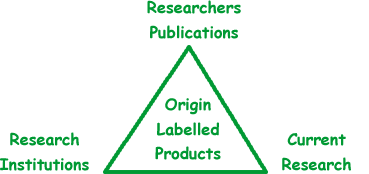 Researchers
Publications
Origin
Labelled
Products
Research
Institutions
Current
Research